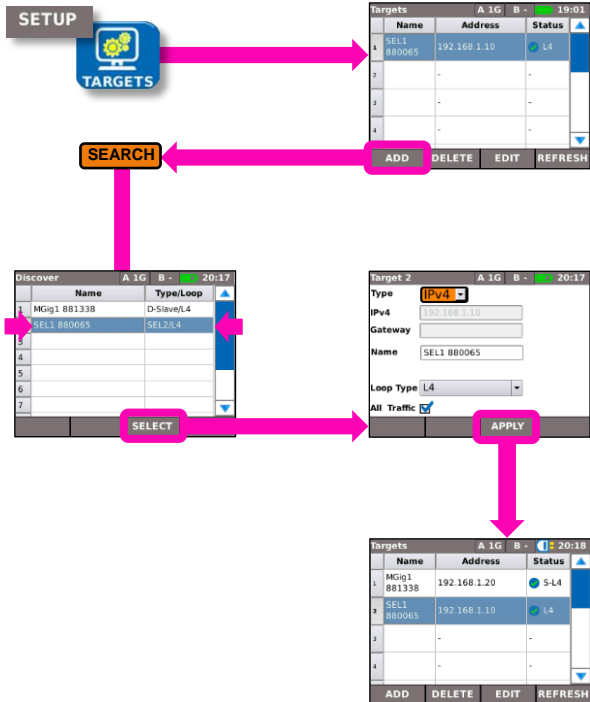 SETUP
TARGETS
Targets A 1G B - 19:01
Name Address Status
1 SEL1 880065 192.168.1.10 L4
2 - -
3 - -
4 - -
ADD DELETE EDIT REFRESH
SEARCH
Discover A 1G B - 20:17
Name Type/Loop
1 MGig1 881338 D-Slave/L4
SEL1 880065 SEL2/L4
3
4
5
6
7
SELECT
Target 2 A 1G B - 20:17
Type IPv4
IPv4 192.168.1.10
Gateway
Name SEL1 880065
Loop Type L4
All Traffic
APPLY
Targets A 1G B - 20:18
Name Address Status
1 MGig1 881338 192.168.1.20 S-L4
2 SEL1 880065 192.168.1.10 L4
3 - -
4 - -
ADD DELETE EDIT REFRESH